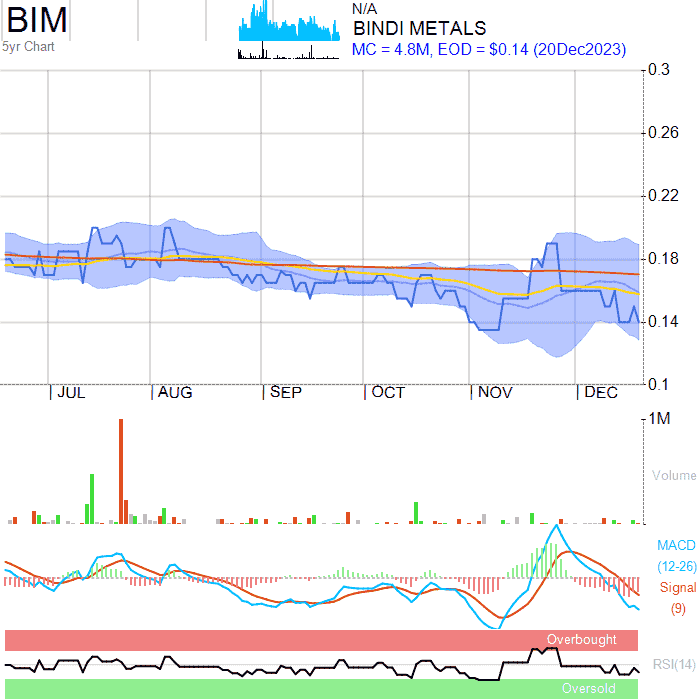 BIM
5yr Chart
N/A
BINDI METALS
MC = 4.8M, EOD = $0.14 (20Dec2023)
0.3
0.26
0.22
0.18
0.14
0.1
JUL AUG SEP OCT NOV DEC
1M
Volume
MACD
(12-26)
Signal
(9)
Overbought
RSI(14)
Oversold